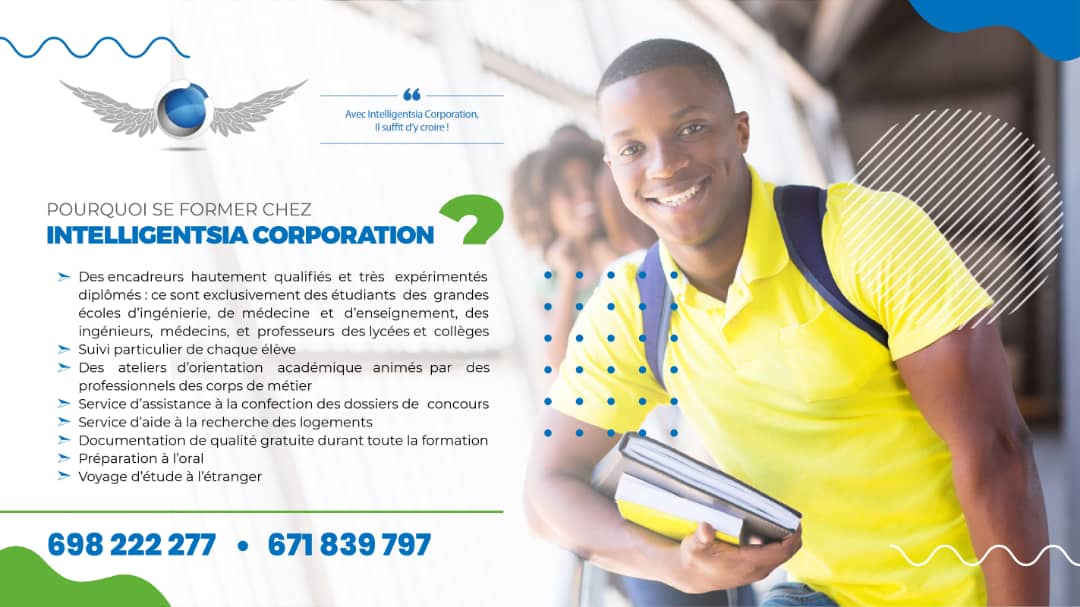 Avec Intelligentsia Corporation,
Il suffit d'y croire !
POURQUOI SE FORMER CHEZ
INTELLIGENTSIA CORPORATION ?
Des encadreurs hautement qualifiés et très expérimentés
diplômés : ce sont exclusivement des étudiants des grandes
écoles d'ingénierie, de médecine et d'enseignement, des
ingénieurs, médecins, et professeurs des lycées et collèges
Suivi particulier de chaque élève
Des ateliers d'orientation académique animés par des
professionnels des corps de métier
Service d'assistance à la confection des dossiers de concours
Service d'aide à la recherche des logements
Documentation de qualité gratuite durant toute la formation
Préparation à l'oral
Voyage d'étude à l'étranger
698 222 277 • 671 839 797